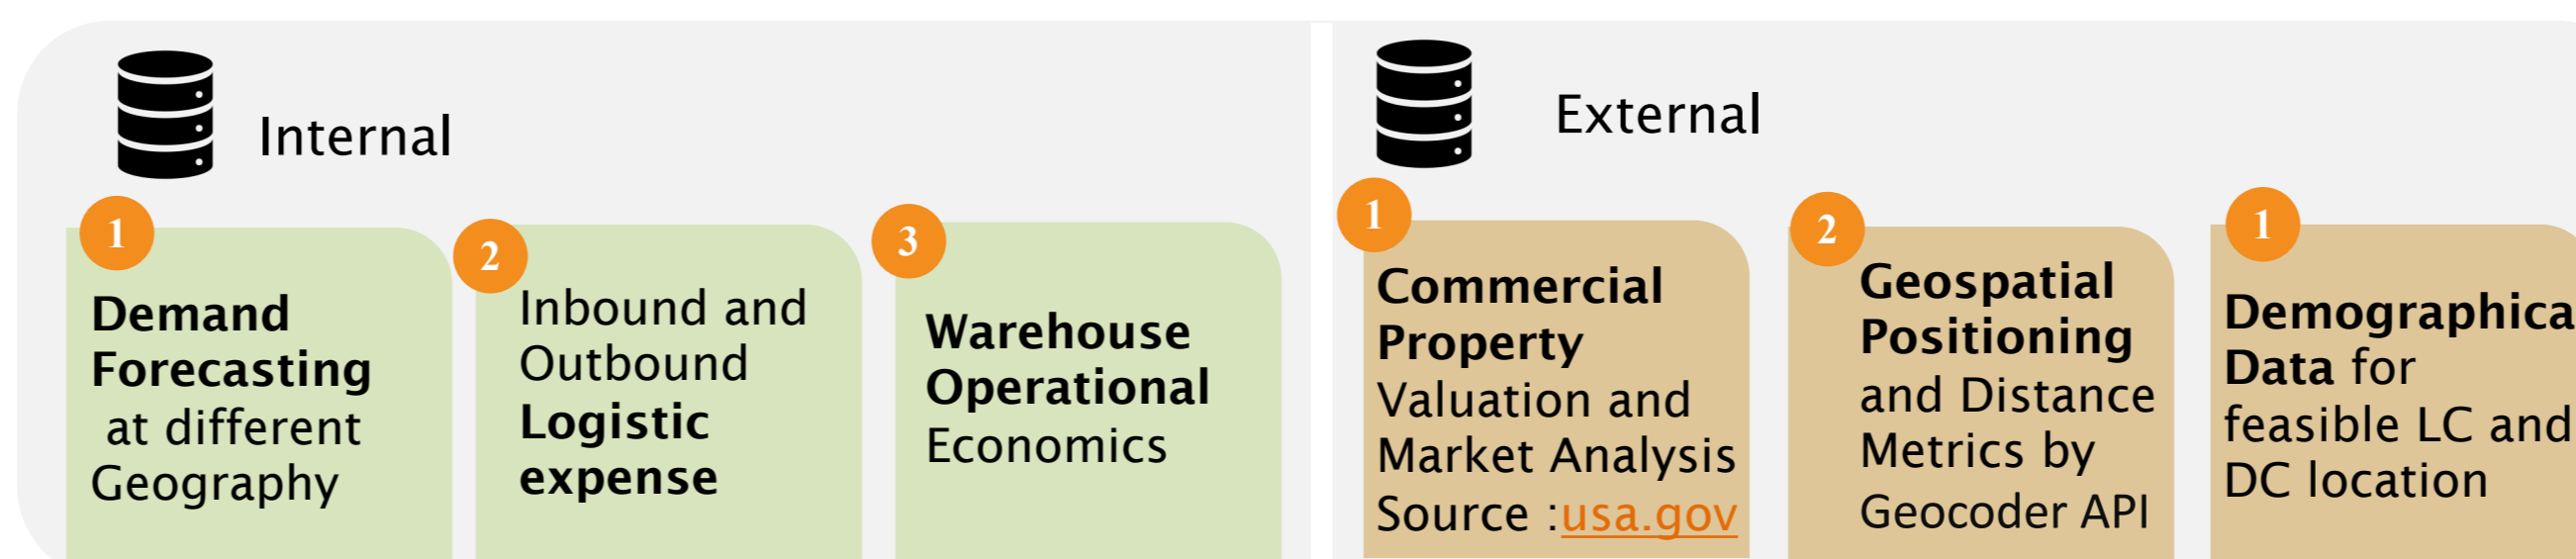 Internal
1
Demand
Forecasting
at different
Geography
2
Inbound and
Outbound
Logistic
expense
3
Warehouse
Operational
Economics
External
1
Commercial
Property
Valuation and
Market Analysis
Source :usa.gov
2
Geospatial
Positioning
and Distance
Metrics by
Geocoder API
1
Demographica
Data for
feasible LC and
DC location